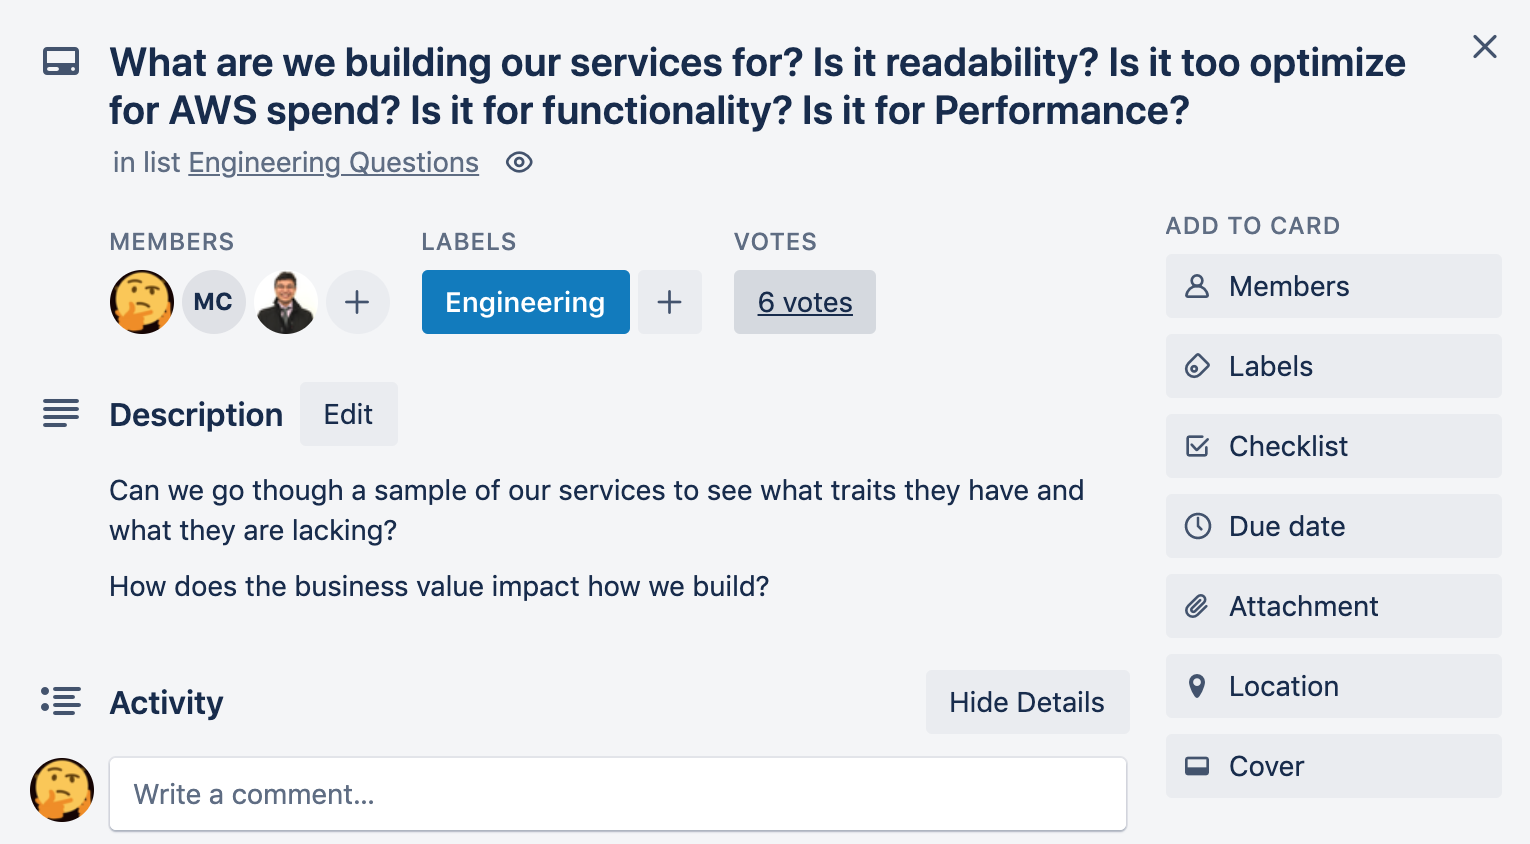 What are we building our services for? Is it readability? Is it too optimize
for AWS spend? Is it for functionality? Is it for Performance?
in list Engineering Questions
MEMBERS
LABELS
VOTES
MC
Engineering
6 votes
Description
Edit
Can we go though a sample of our services to see what traits they have and
what they are lacking?
How does the business value impact how we build?
Activity
Hide Details
Write a comment...
ADD TO CARD
Members
Labels
Checklist
Due date
Attachment
Location
Cover